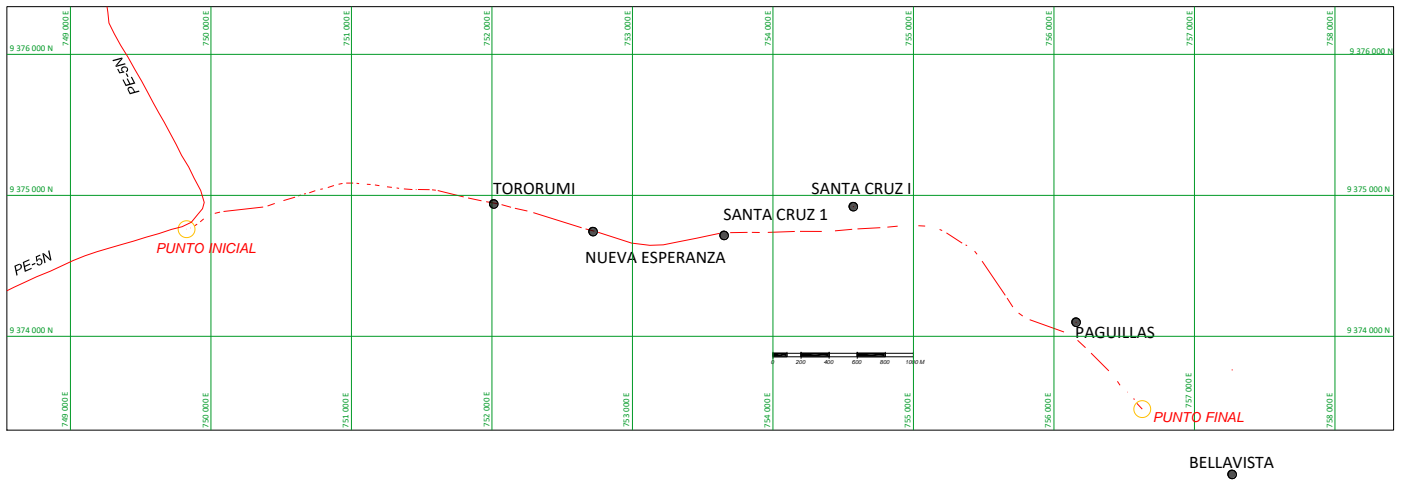 749 000 E
750 000 E
751 000 E
752 000 E
753 000 E
754 000 E
755 000 E
756 000 E
757 000 E
758 000 E
9 376 000 N
9 376 000 N
PE-5N
9 375 000 N
TORORUMI
SANTA CRUZ I
9 375 000 N
SANTA CRUZ 1
PUNTO INICIAL
NUEVA ESPERANZA
PE-5N
9 374 000 N
PAGUILLAS
9 374 000 N
0 200 400 600 800 1000 M
749 000 E
750 000 E
751 000 E
752 000 E
753 000 E
754 000 E
755 000 E
756 000 E
757 000 E
758 000 E
PUNTO FINAL
BELLAVISTA